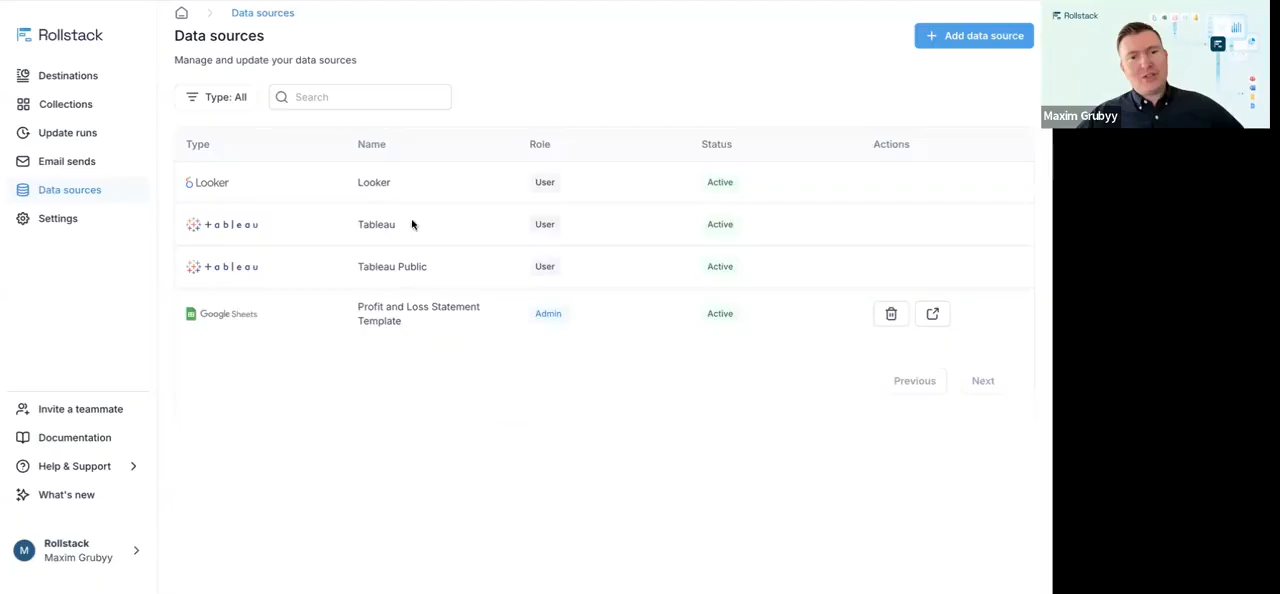 Rollstack
Destinations
Collections
Update runs
Email sends
Data sources
Settings
Invite a teammate
Documentation
Help & Support
What's new
M
Rollstack
Maxim Grubyy
Data sources
Data sources
Manage and update your data sources
Add data source
Type: All
Search
Type Name Role Status Actions
Looker Looker User Active
+ a b l e a u Tableau User Active
+ a b l e a u Tableau Public User Active
Google Sheets Profit and Loss Statement
Template Admin Active
Previous Next
Rollstack
Maxim Grubyy